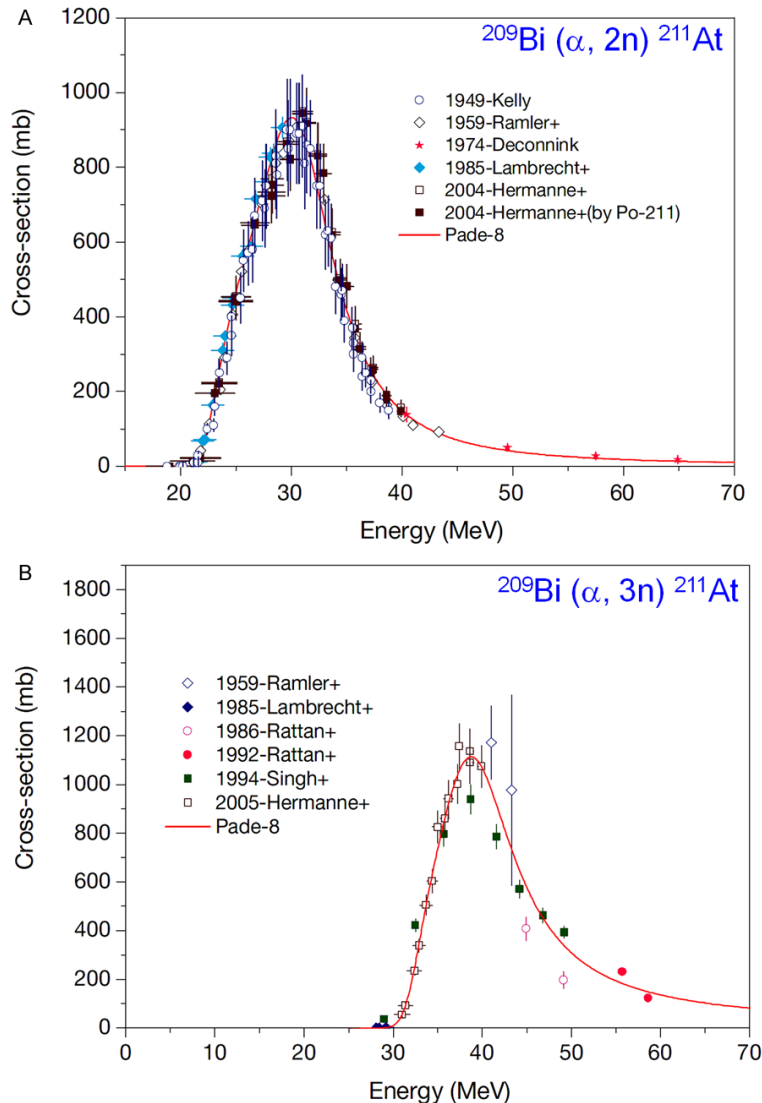 A
²⁰⁹Bi (α, 2n) ²¹¹At
1200
1000
800
600
400
200
0
Cross-section (mb)
1949-Kelly
1959-Ramler+
1974-Deconnink
1985-Lambrecht+
2004-Hermanne+
2004-Hermanne+(by Po-211)
Pade-8
20 30 40 50 60 70
Energy (MeV)
B
²⁰⁹Bi (α, 3n) ²¹¹At
1800
1600
1400
1200
1000
800
600
400
200
0
Cross-section (mb)
1959-Ramler+
1985-Lambrecht+
1986-Rattan+
1992-Rattan+
1994-Singh+
2005-Hermanne+
Pade-8
0 10 20 30 40 50 60 70
Energy (MeV)